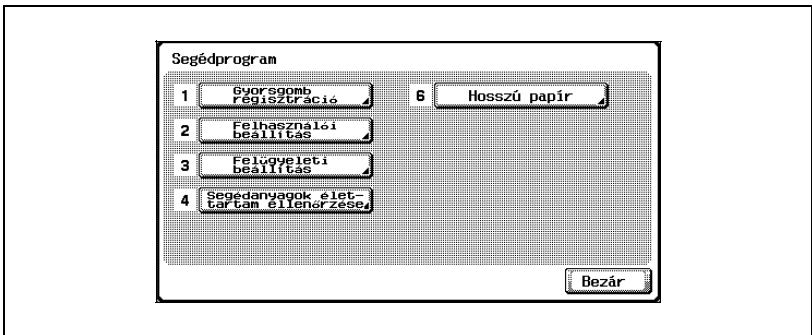 Segédprogram
1 Gyorsgomb
regisztráció
2 Felhasználói
beállítás
3 Felügyeleti
beállítás
4 Segédanyagok élet-
tartam ellenőrzése
6 Hosszú papír
Bezár